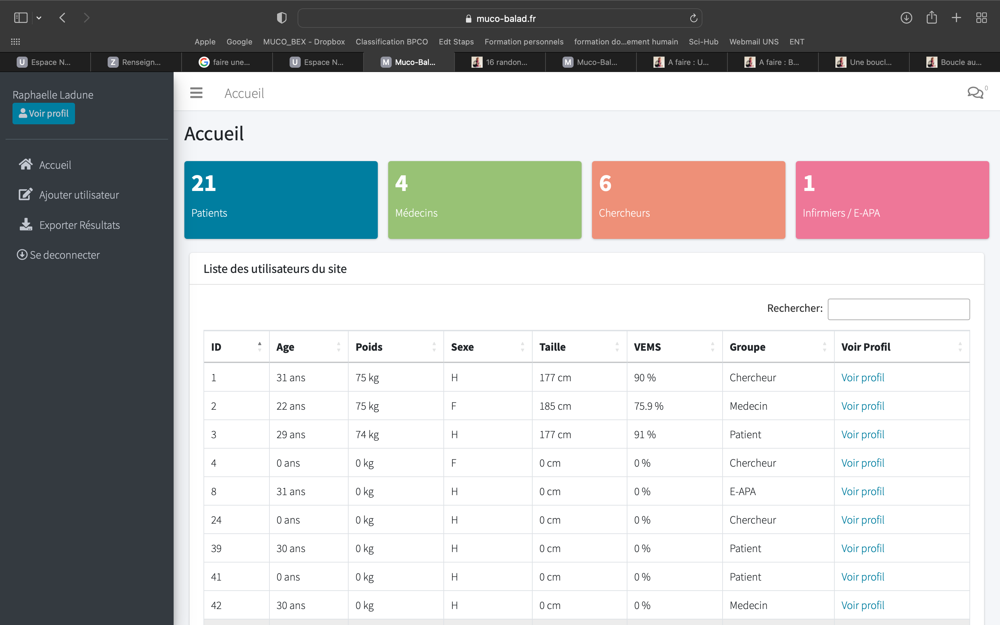 muco-balad.fr
Apple Google MUCO_BEX - Dropbox Classification BPCO Edt Staps Formation personnels formation do...ement humain Sci-Hub Webmail UNS ENT
U Espace N... Z Renseign... G faire une... U Espace N... M Muco-Bal... 16 randon... M Muco-Bal... A faire : U... A faire : B... Une boucl... Boucle au...
Raphaelle Ladune
Voir profil
Accueil
Ajouter utilisateur
Exporter Résultats
Se deconnecter
Accueil 0
Accueil
21 4 6 1
Patients Médecins Chercheurs Infirmiers / E-APA
Liste des utilisateurs du site
Rechercher:
ID Age Poids Sexe Taille VEMS Groupe Voir Profil
1 31 ans 75 kg H 177 cm 90 % Chercheur Voir profil
2 22 ans 75 kg F 185 cm 75.9 % Medecin Voir profil
3 29 ans 74 kg H 177 cm 91 % Patient Voir profil
4 0 ans 0 kg F 0 cm 0 % Chercheur Voir profil
8 31 ans 0 kg H 0 cm 0 % E-APA Voir profil
24 0 ans 0 kg H 0 cm 0 % Chercheur Voir profil
39 30 ans 0 kg H 0 cm 0 % Patient Voir profil
41 0 ans 0 kg H 0 cm 0 % Patient Voir profil
42 30 ans 0 kg H 0 cm 0 % Medecin Voir profil